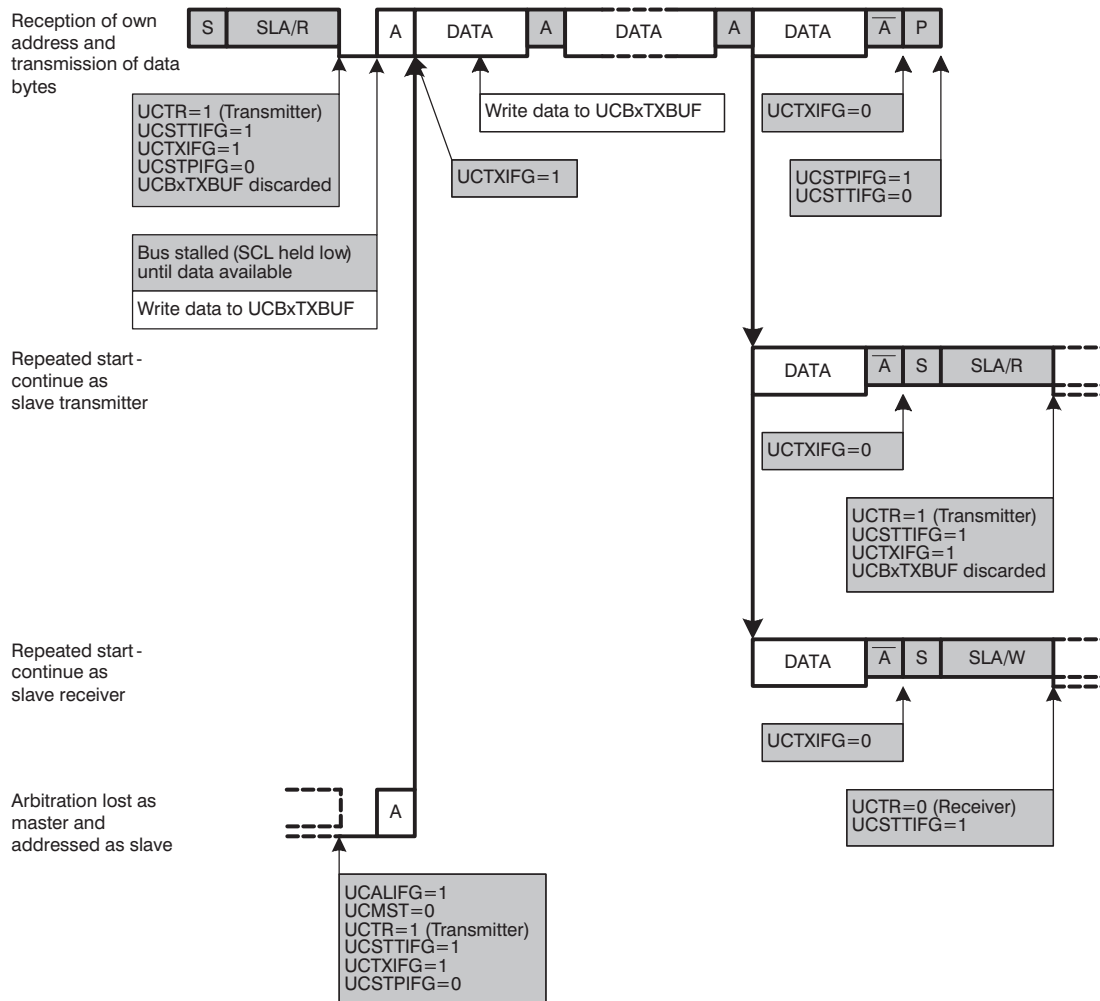 Reception of own
address and
transmission of data
bytes
S SLA/R A DATA A DATA A DATA A P
UCTR=1 (Transmitter)
UCSTTIFG=1
UCTXIFG=1
UCSTPIFG=0
UCBxTXBUF discarded
Write data to UCBxTXBUF
UCTXIFG=1
UCTXIFG=0
UCSTPIFG=1
UCSTTIFG=0
Bus stalled (SCL held low)
until data available
Write data to UCBxTXBUF
Repeated start-
continue as
slave transmitter
DATA A S SLA/R
UCTXIFG=0
UCTR=1 (Transmitter)
UCSTTIFG=1
UCTXIFG=1
UCBxTXBUF discarded
Repeated start-
continue as
slave receiver
DATA A S SLA/W
UCTXIFG=0
UCTR=0 (Receiver)
UCSTTIFG=1
Arbitration lost as
master and
addressed as slave
A
UCALIFG=1
UCMST=0
UCTR=1 (Transmitter)
UCSTTIFG=1
UCTXIFG=1
UCSTPIFG=0